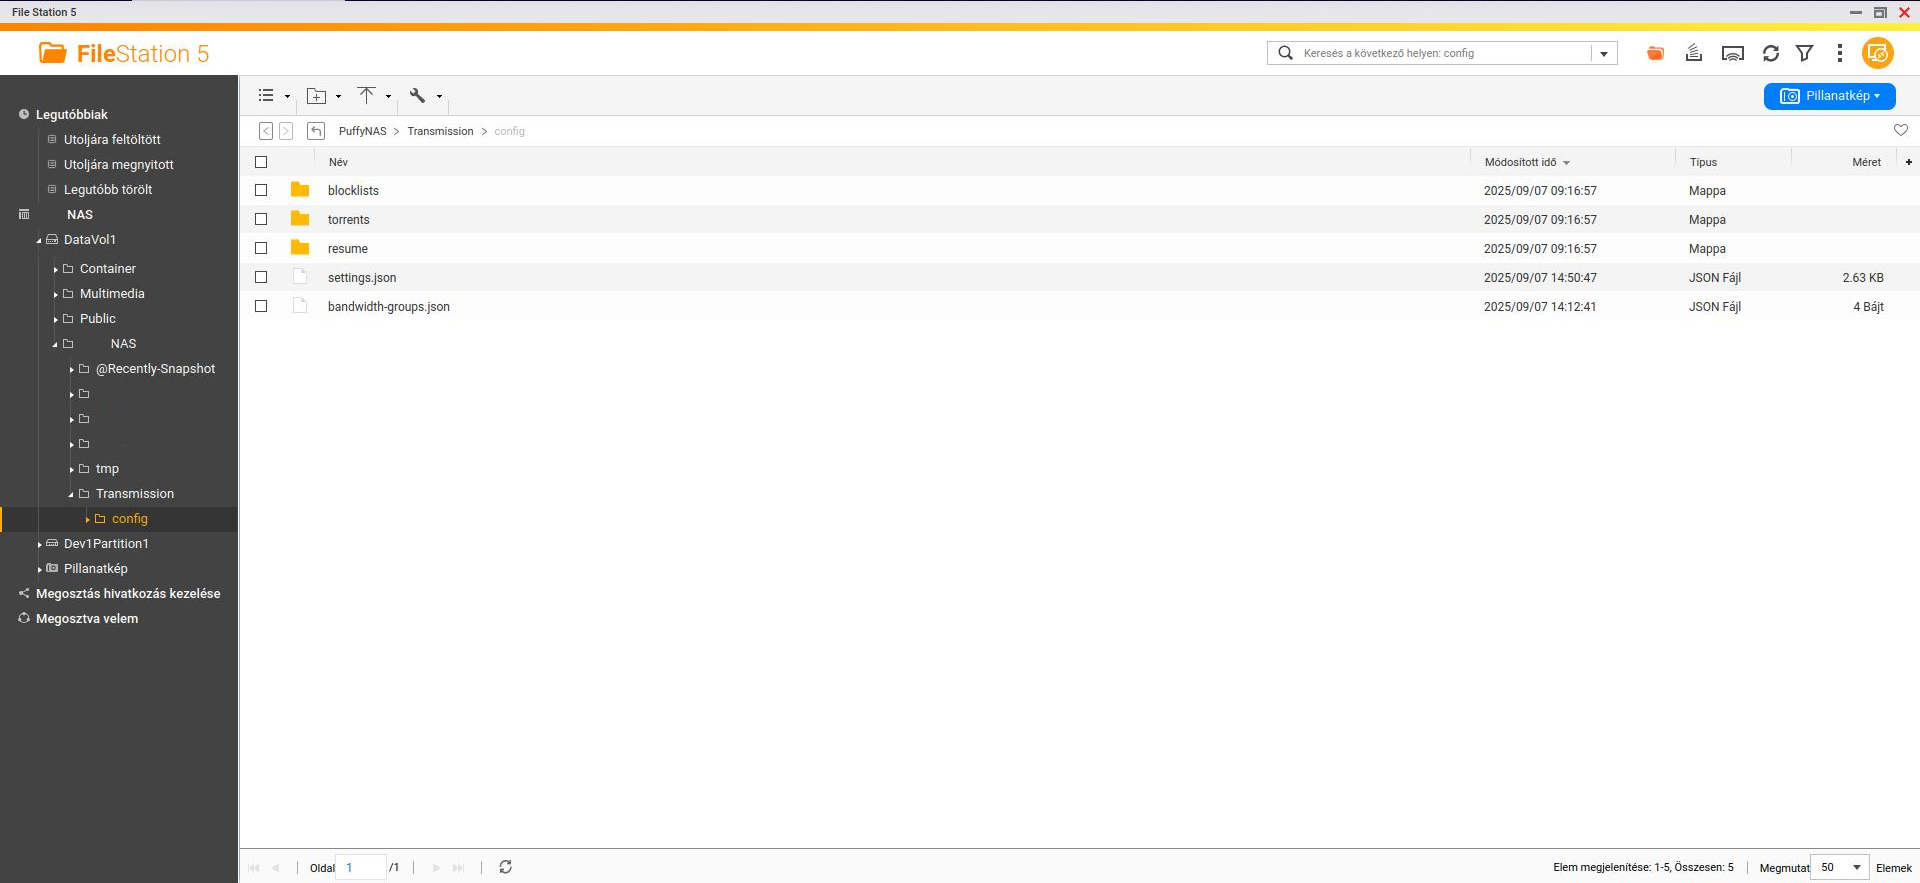 File Station 5
FileStation 5
Keresés a következő helyen: config
Legutóbbiak
Utoljára feltöltött
Utoljára megnyitott
Legutóbb törölt
NAS
DataVol1
Container
Multimedia
Public
NAS
@Recently-Snapshot
tmp
Transmission
config
Dev1Partition1
Pillanatkép
Megosztás hivatkozás kezelése
Megosztva velem
Pillanatkép
PuffyNAS > Transmission > config
Név Módosított idő Típus Méret
blocklists 2025/09/07 09:16:57 Mappa
torrents 2025/09/07 09:16:57 Mappa
resume 2025/09/07 09:16:57 Mappa
settings.json 2025/09/07 14:50:47 JSON Fájl 2.63 KB
bandwidth-groups.json 2025/09/07 14:12:41 JSON Fájl 4 Bájt
Oldal 1 /1 Elem megjelenítése: 1-5, Összesen: 5 Megmutat 50 Elemek